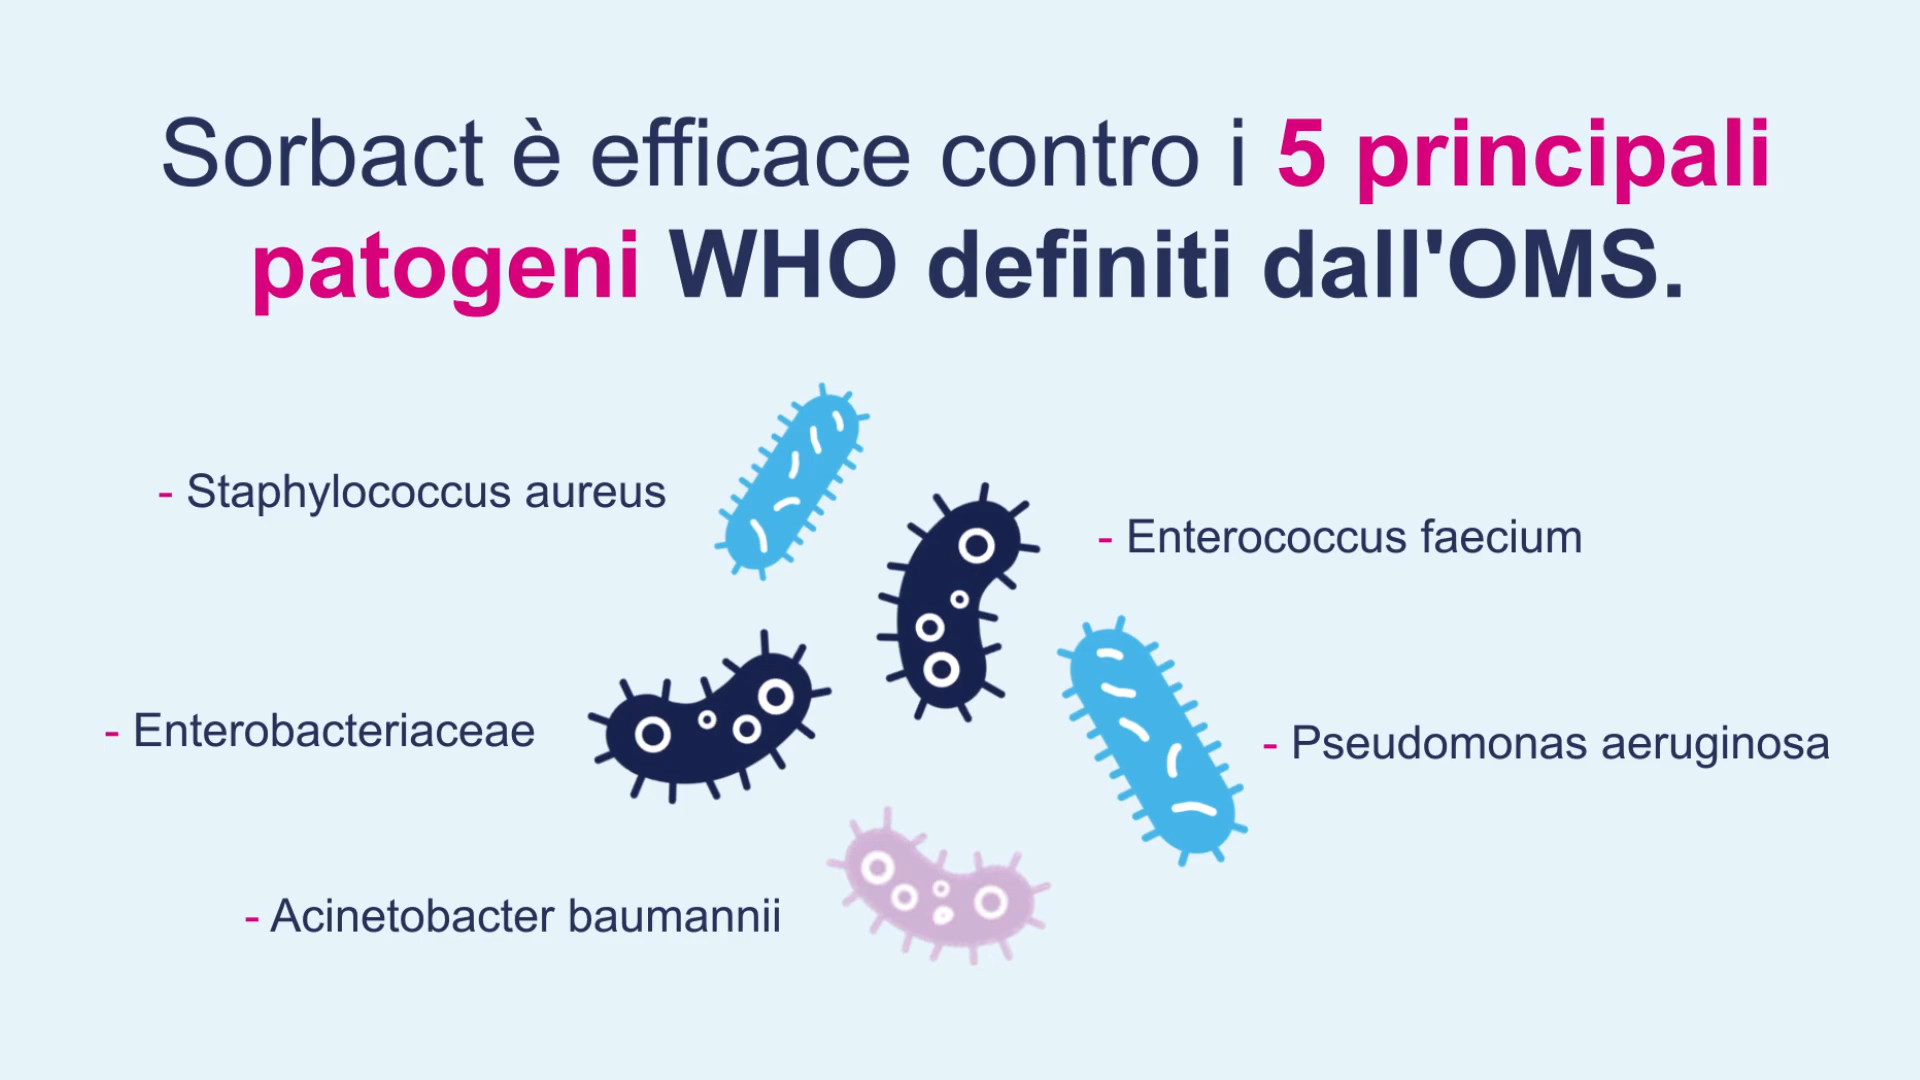 Sorbact è efficace contro i 5 principali
patogeni WHO definiti dall'OMS.
- Staphylococcus aureus
- Enterococcus faecium
- Enterobacteriaceae
- Pseudomonas aeruginosa
- Acinetobacter baumannii